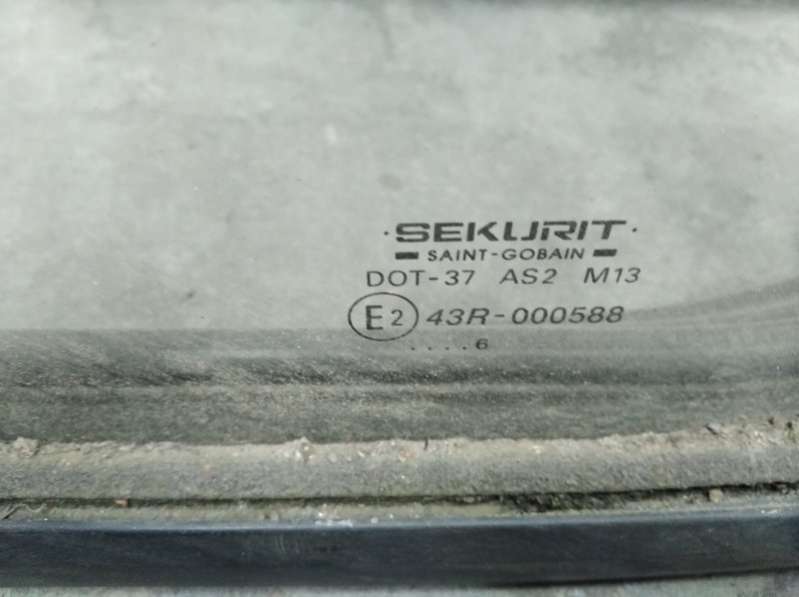 ·SEKURIT·
SAINT-GOBAIN
DOT-37 AS2 M13
E2 43R-000588
....6